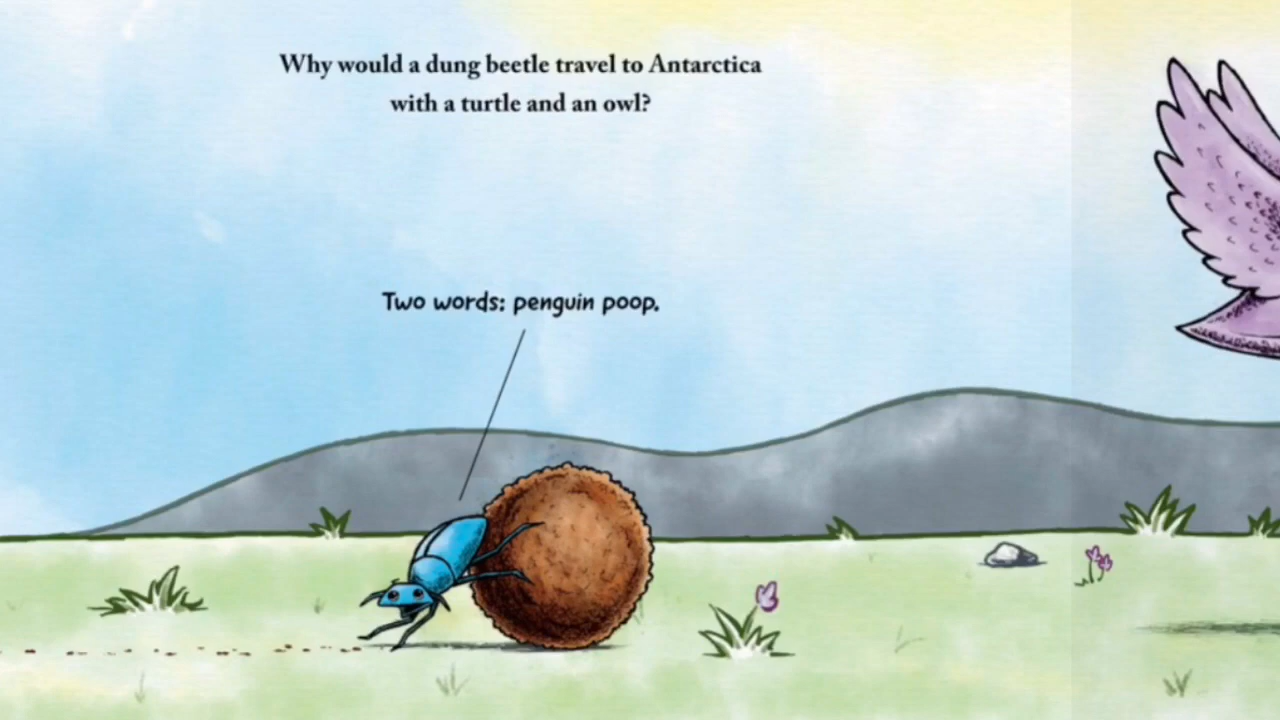 Why would a dung beetle travel to Antarctica
with a turtle and an owl?
Two words: penguin poop.